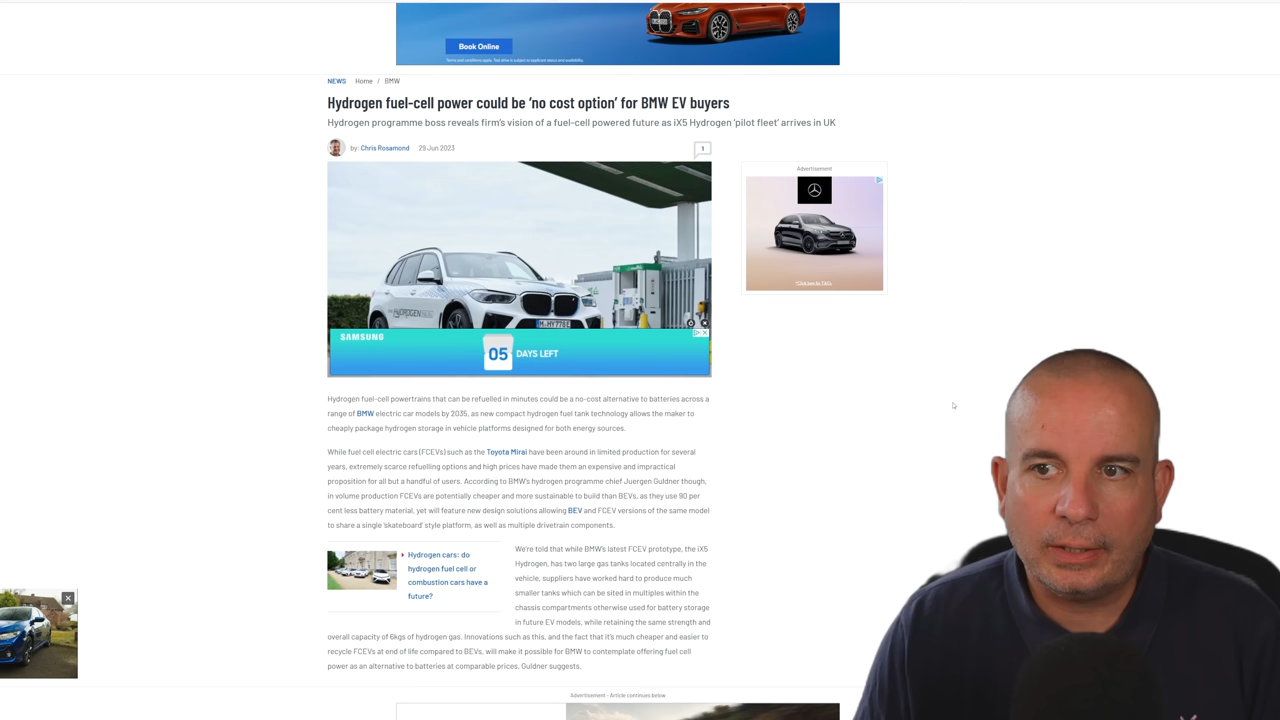 Book Online
Terms and conditions apply. Test drive is subject to applicant status and availability.
NEWS Home / BMW
Hydrogen fuel-cell power could be ‘no cost option’ for BMW EV buyers
Hydrogen programme boss reveals firm’s vision of a fuel-cell powered future as iX5 Hydrogen ‘pilot fleet’ arrives in UK
by: Chris Rosamond 29 Jun 2023
1
Advertisement
HYDROGEN
SAMSUNG
05 DAYS LEFT
Hydrogen fuel-cell powertrains that can be refuelled in minutes could be a no-cost alternative to batteries across a
range of BMW electric car models by 2035, as new compact hydrogen fuel tank technology allows the maker to
cheaply package hydrogen storage in vehicle platforms designed for both energy sources.
While fuel cell electric cars (FCEVs) such as the Toyota Mirai have been around in limited production for several
years, extremely scarce refuelling options and high prices have made them an expensive and impractical
proposition for all but a handful of users. According to BMW’s hydrogen programme chief Juergen Guldner though,
in volume production FCEVs are potentially cheaper and more sustainable to build than BEVs, as they use 90 per
cent less battery material, yet will feature new design solutions allowing BEV and FCEV versions of the same model
to share a single ‘skateboard’ style platform, as well as multiple drivetrain components.
Hydrogen cars: do
hydrogen fuel cell or
combustion cars have a
future?
We’re told that while BMW’s latest FCEV prototype, the iX5
Hydrogen, has two large gas tanks located centrally in the
vehicle, suppliers have worked hard to produce much
smaller tanks which can be sited in multiples within the
chassis compartments otherwise used for battery storage
in future EV models, while retaining the same strength and
overall capacity of 6kgs of hydrogen gas. Innovations such as this, and the fact that it’s much cheaper and easier to
recycle FCEVs at end of life compared to BEVs, will make it possible for BMW to contemplate offering fuel cell
power as an alternative to batteries at comparable prices, Guldner suggests.
Advertisement - Article continues below